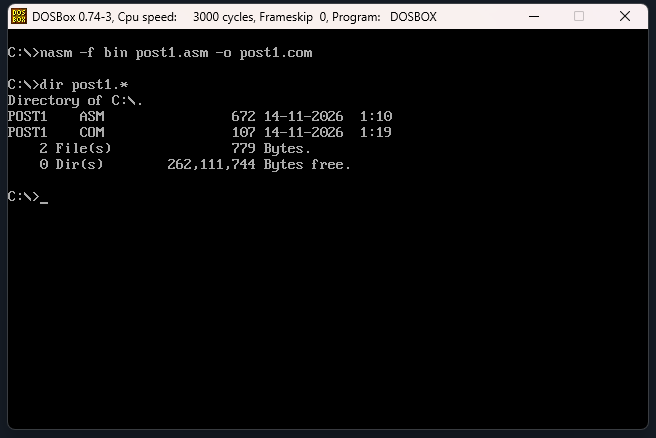 DOS
BOX
DOSBox 0.74-3, Cpu speed:    3000 cycles, Frameskip  0, Program:   DOSBOX
C:\>nasm -f bin post1.asm -o post1.com
C:\>dir post1.*
Directory of C:\.
POST1    ASM                672 14-11-2026  1:10
POST1    COM                107 14-11-2026  1:19
    2 File(s)               779 Bytes.
    0 Dir(s)       262,111,744 Bytes free.
C:\>_